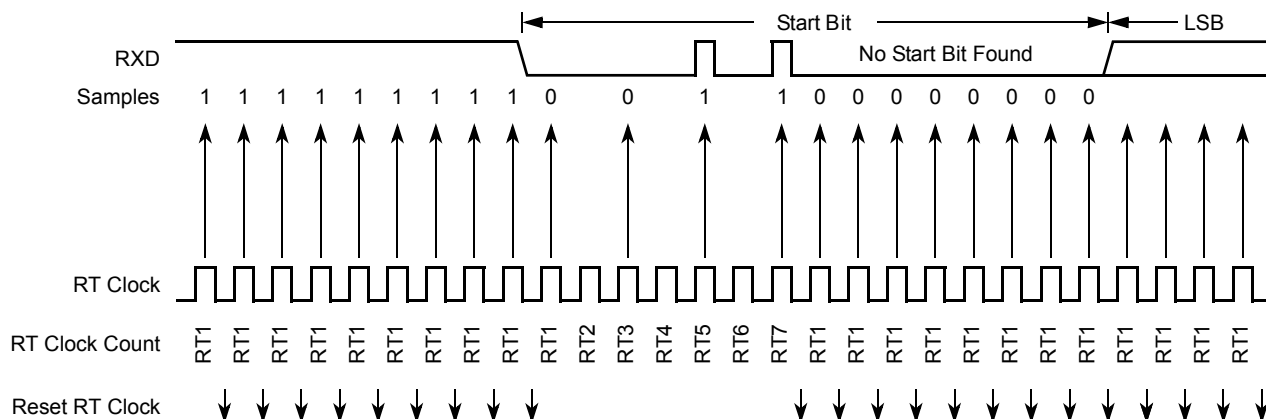 Start Bit LSB
RXD No Start Bit Found
Samples 1 1 1 1 1 1 1 1 1 0 0 1 1 0 0 0 0 0 0 0 0
RT Clock
RT Clock Count RT1 RT1 RT1 RT1 RT1 RT1 RT1 RT1 RT1 RT1 RT2 RT3 RT4 RT5 RT6 RT7 RT1 RT1 RT1 RT1 RT1 RT1 RT1 RT1 RT1 RT1 RT1 RT1
Reset RT Clock